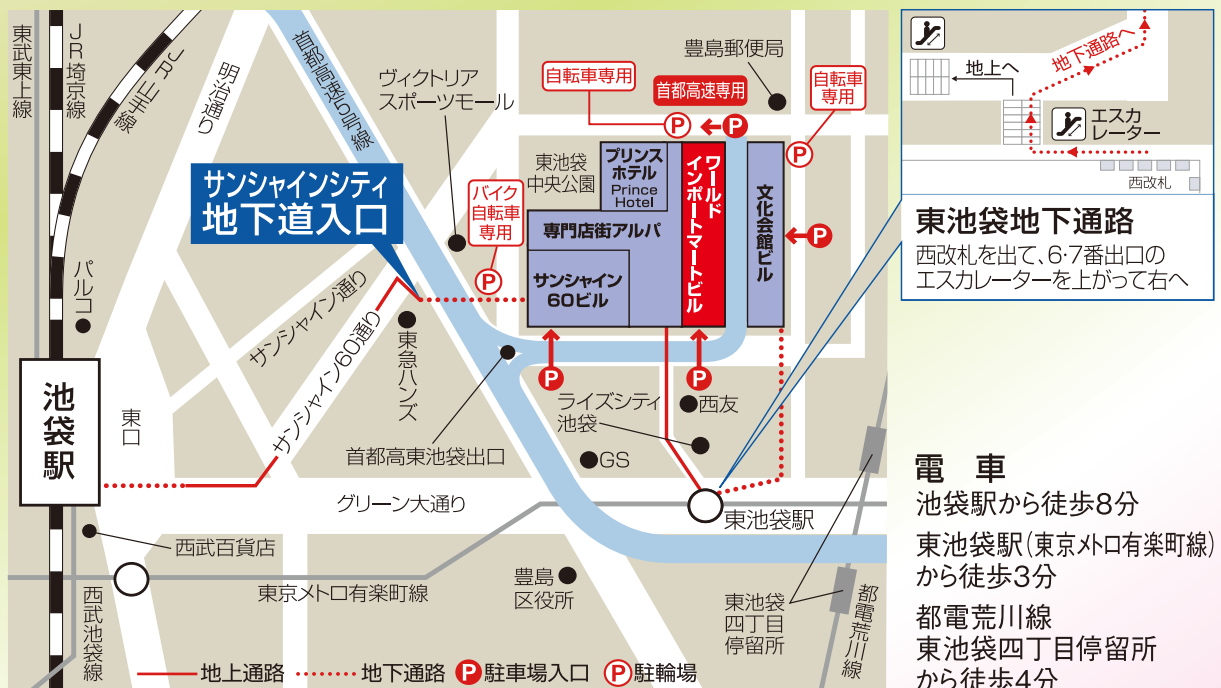 東武東上線
JR埼京線
JR山手線
明治通り
首都高速5号線
ヴィクトリア
スポーツモール
自転車専用
豊島郵便局
首都高速専用
自転車
専用
P
P
P
サンシャインシティ
地下道入口
バイク
自転車
専用
P
東池袋
中央公園
プリンス
ホテル
Prince
Hotel
専門店街アルパ
サンシャイン
60ビル
ワールド
インポートマートビル
文化会館ビル
P
パルコ
サンシャイン通り
サンシャイン60通り
東急ハンズ
P
P
池袋駅
東口
首都高東池袋出口
ライズシティ
池袋
西友
GS
グリーン大通り
東池袋駅
西武百貨店
東京メトロ有楽町線
豊島
区役所
東池袋
四丁目
停留所
都電荒川線
西武池袋線
地上通路
地下通路
P駐車場入口
P駐輪場
地上へ
地下通路へ
エスカ
レーター
西改札
東池袋地下通路
西改札を出て、6・7番出口の
エスカレーターを上がって右へ
電車
池袋駅から徒歩8分
東池袋駅(東京メトロ有楽町線)
から徒歩3分
都電荒川線
東池袋四丁目停留所
から徒歩4分